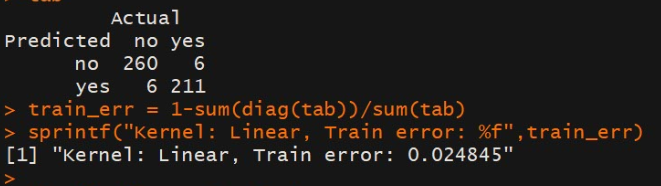 > tab
Actual
Predicted no yes
no 260 6
yes 6 211
> train_err = 1-sum(diag(tab))/sum(tab)
> sprintf("Kernel: Linear, Train error: %f",train_err)
[1] "Kernel: Linear, Train error: 0.024845"
>